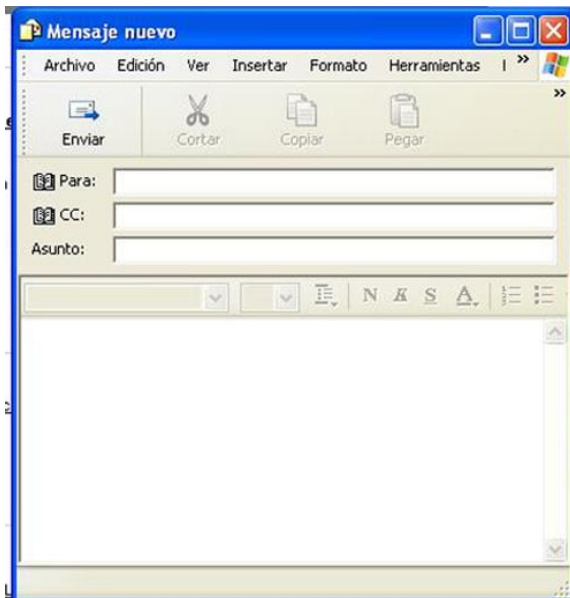 Mensaje nuevo
Archivo Edición Ver Insertar Formato Herramientas »
Enviar Cortar Copiar Pegar »
Para:
CC:
Asunto:
N K S A